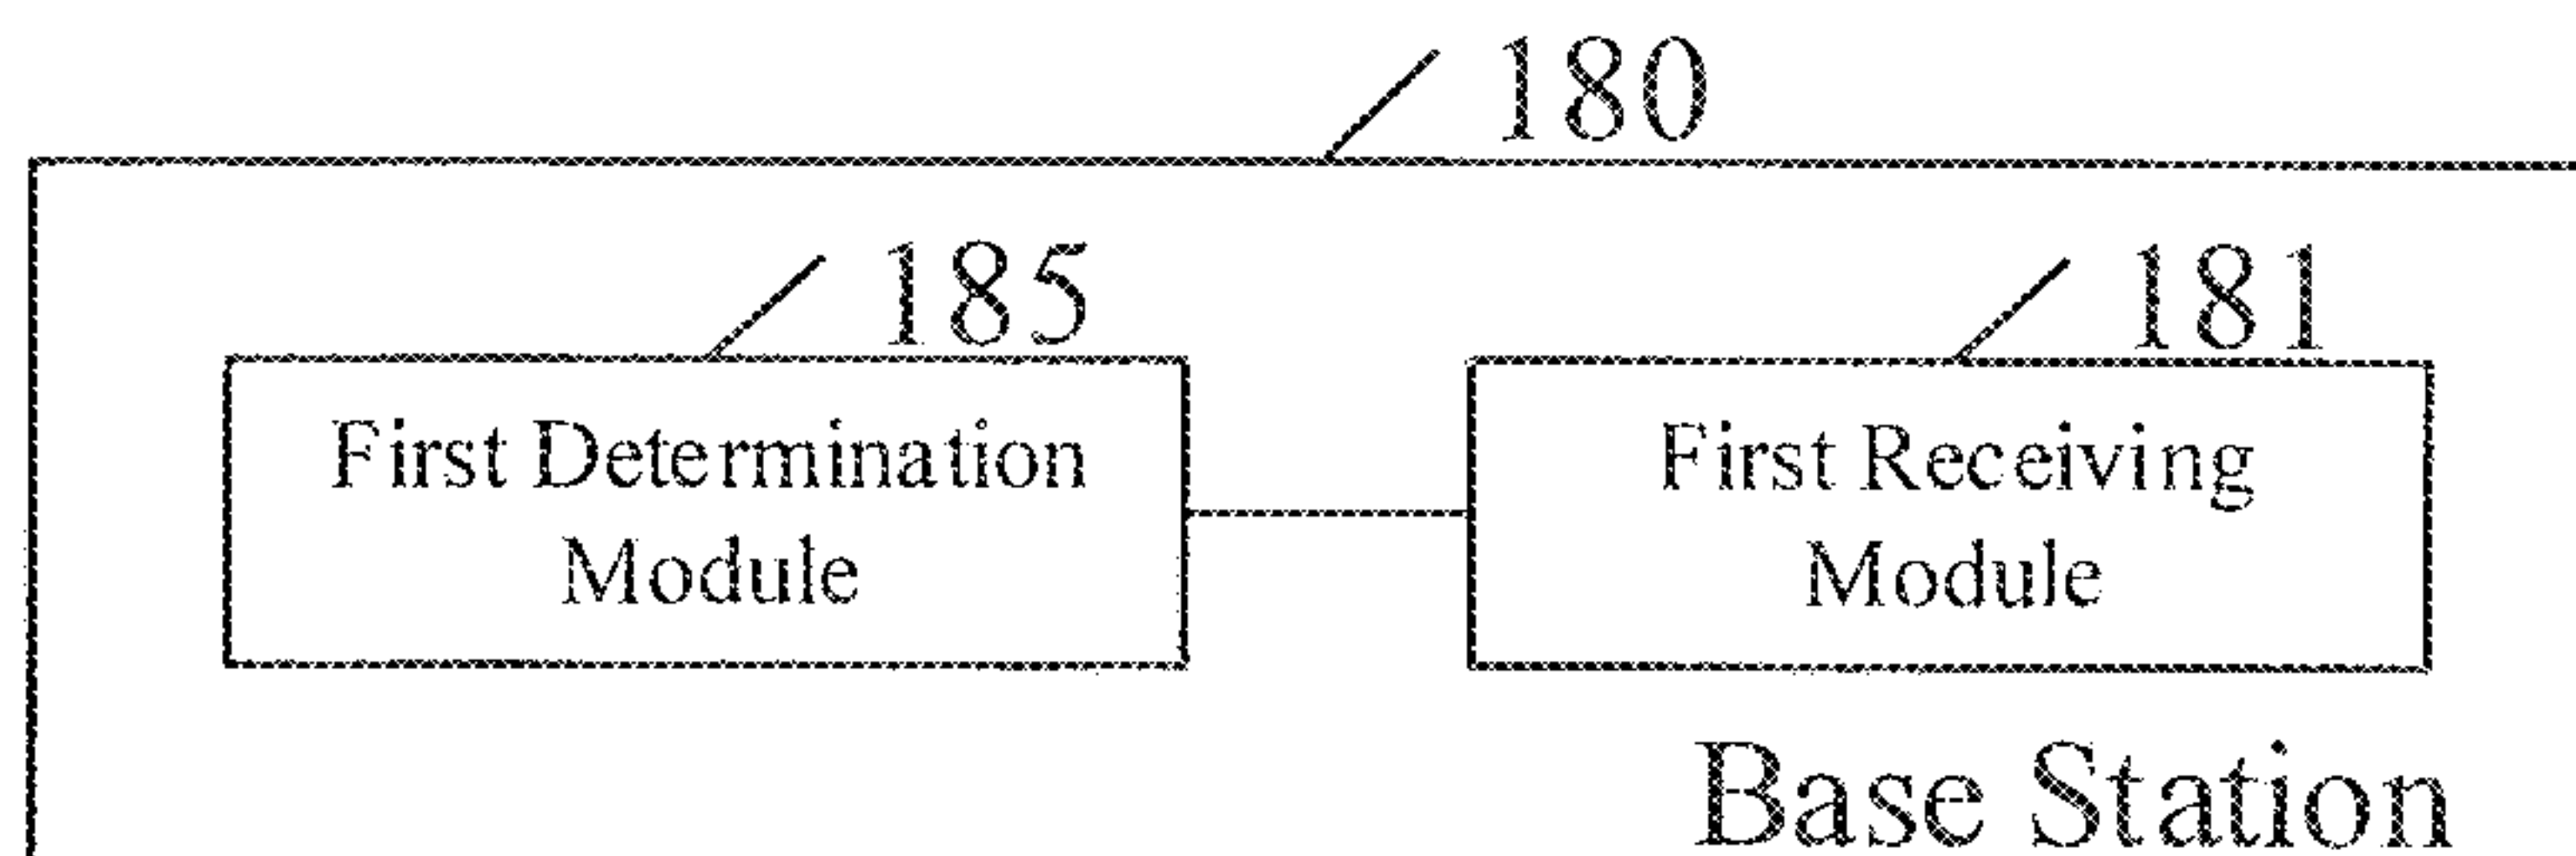 180
185
181
First Determination
Module
First Receiving
Module
Base Station